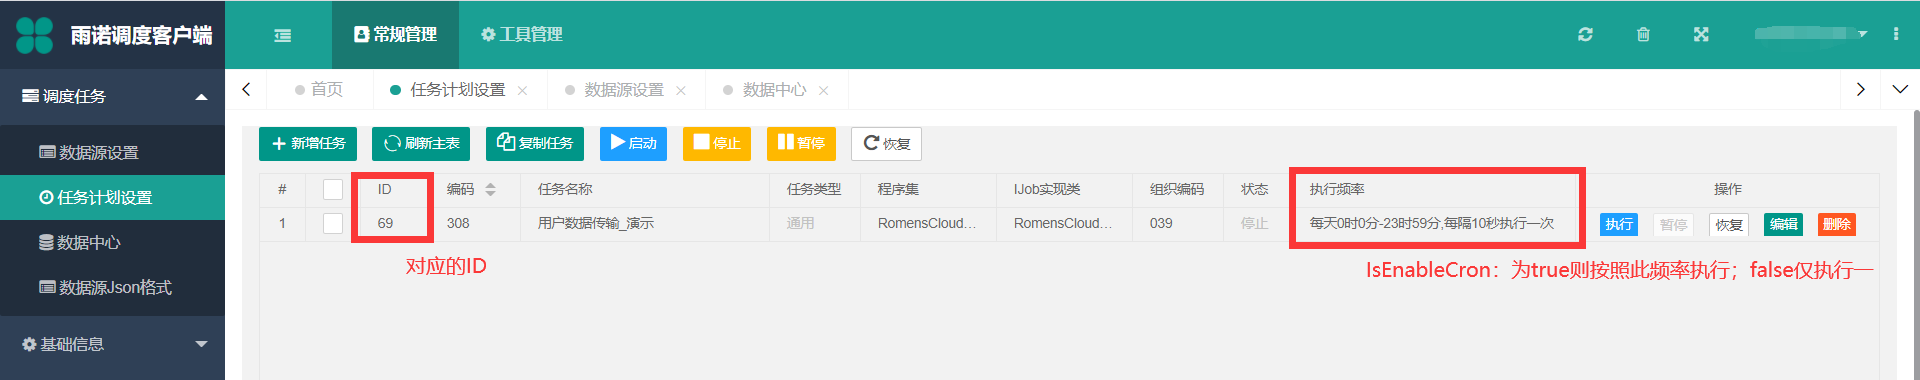 雨诺调度客户端
常规管理
工具管理
调度任务
首页
任务计划设置
数据源设置
数据中心
新增任务
刷新主表
复制任务
启动
停止
暂停
恢复
数据源设置
任务计划设置
数据中心
数据源Json格式
基础信息
# ID 编码 任务名称 任务类型 程序集 IJob实现类 组织编码 状态 执行频率 操作
1 69 308 用户数据传输_演示 通用 RomensCloud... RomensCloud... 039 停止 每天0时0分-23时59分,每隔10秒执行一次 执行 暂停 恢复 编辑 删除
对应的ID
IsEnableCron：为true则按照此频率执行；false仅执行一